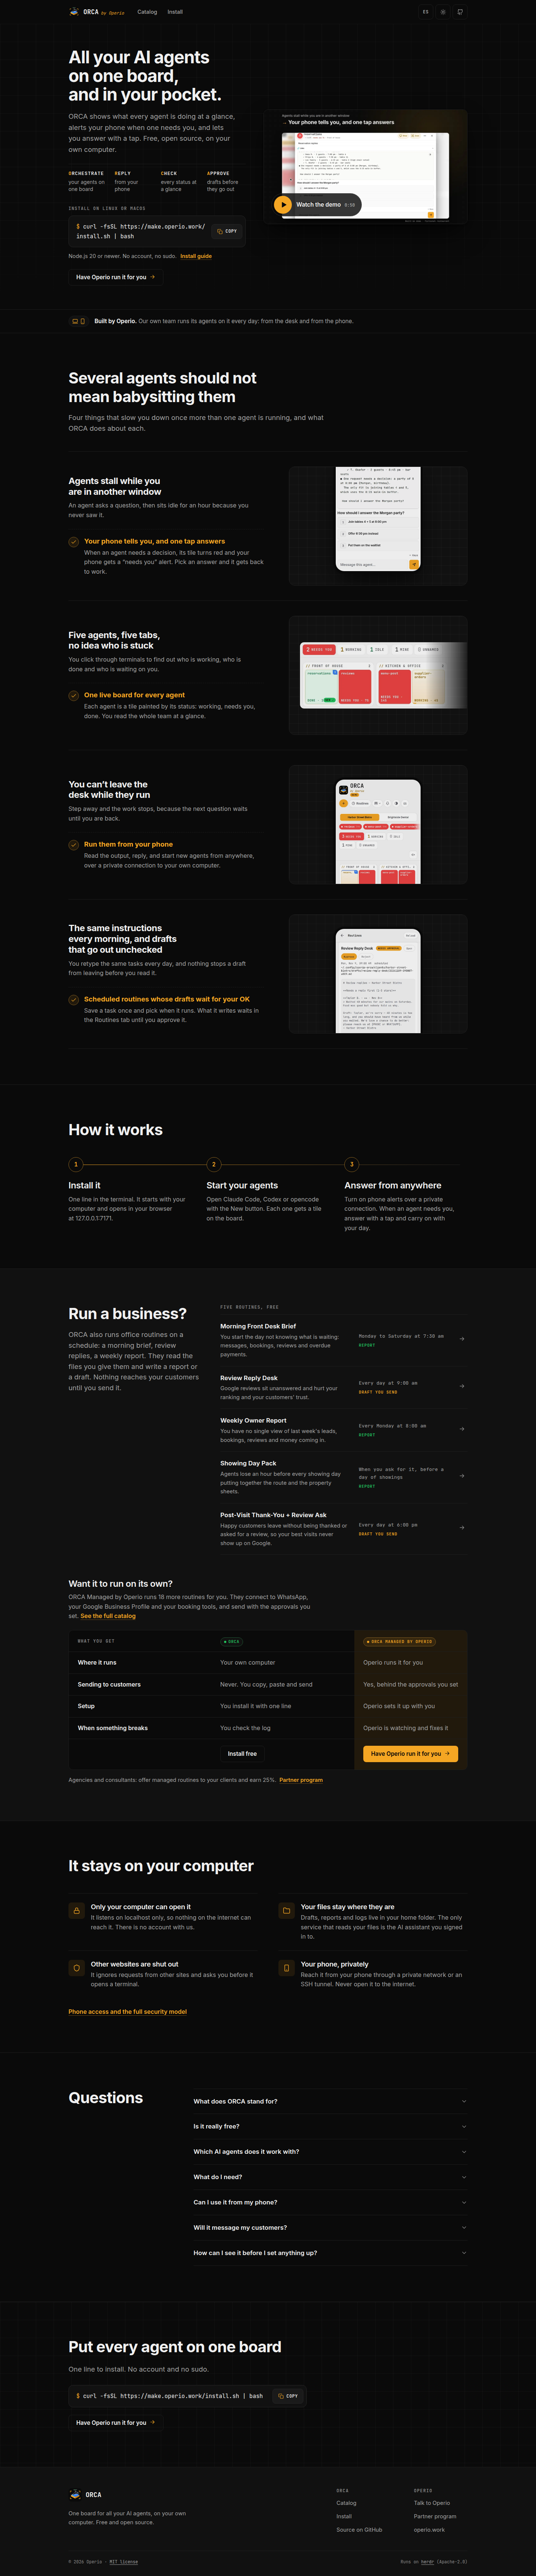 ORCA by Operio
Catalog
Install
ES
All your AI agents
on one board,
and in your pocket.
ORCA shows what every agent is doing at a glance,
alerts your phone when one needs you, and lets
you answer with a tap. Free, open source, on your
own computer.
ORCHESTRATE
your agents on
one board
REPLY
from your
phone
CHECK
every status at
a glance
APPROVE
drafts before
they go out
INSTALL ON LINUX OR MACOS
$ curl -fsSL https://make.operio.work/
install.sh | bash
COPY
Node.js 20 or newer. No account, no sudo. Install guide
Have Operio run it for you →
Agents stall while you are in another window
→ Your phone tells you, and one tap answers
Watch the demo 0:56
Built by Operio. Our own team runs its agents on it every day: from the desk and from the phone.
Several agents should not
mean babysitting them
Four things that slow you down once more than one agent is running, and what
ORCA does about each.
Agents stall while you
are in another window
An agent asks a question, then sits idle for an hour because you
never saw it.
Your phone tells you, and one tap answers
When an agent needs a decision, its tile turns red and your
phone gets a “needs you” alert. Pick an answer and it gets back
to work.
How should I answer the Morgan party?
Message this agent...
Five agents, five tabs,
no idea who is stuck
You click through terminals to find out who is working, who is
done and who is waiting on you.
One live board for every agent
Each agent is a tile painted by its status: working, needs you,
done. You read the whole team at a glance.
2 NEEDS YOU
1 WORKING
1 IDLE
1 RISK
0 UNNAMED
// FRONT OF HOUSE
// KITCHEN & OFFICE
You can’t leave the
desk while they run
Step away and the work stops, because the next question waits
until you are back.
Run them from your phone
Read the output, reply, and start new agents from anywhere,
over a private connection to your own computer.
ORCA
The same instructions
every morning, and drafts
that go out unchecked
You retype the same tasks every day, and nothing stops a draft
from leaving before you read it.
Scheduled routines whose drafts wait for your OK
Save a task once and pick when it runs. What it writes waits in
the Routines tab until you approve it.
Routines
Review Reply Desk
How it works
1
Install it
One line in the terminal. It starts with your
computer and opens in your browser
at 127.0.0.1:7171.
2
Start your agents
Open Claude Code, Codex or opencode
with the New button. Each one gets a tile
on the board.
3
Answer from anywhere
Turn on phone alerts over a private
connection. When an agent needs you,
answer with a tap and carry on with
your day.
Run a business?
ORCA also runs office routines on a
schedule: a morning brief, review
replies, a weekly report. They read the
files you give them and write a report or
a draft. Nothing reaches your customers
until you send it.
FIVE ROUTINES, FREE
Morning Front Desk Brief
You start the day not knowing what is waiting:
messages, bookings, reviews and overdue
payments.
Monday to Saturday at 7:30 am
REPORT
→
Review Reply Desk
Google reviews sit unanswered and hurt your
ranking and your customers' trust.
Every day at 9:00 am
DRAFT YOU SEND
→
Weekly Owner Report
You have no single view of last week's leads,
bookings, reviews and money coming in.
Every Monday at 8:00 am
REPORT
→
Showing Day Pack
Agents lose an hour before every showing day
putting together the route and the property
sheets.
When you ask for it, before a
day of showings
REPORT
→
Post-Visit Thank-You + Review Ask
Happy customers leave without being thanked or
asked for a review, so your best visits never
show up on Google.
Every day at 6:00 pm
DRAFT YOU SEND
→
Want it to run on its own?
ORCA Managed by Operio runs 18 more routines for you. They connect to WhatsApp,
your Google Business Profile and your booking tools, and send with the approvals you
set. See the full catalog
WHAT YOU GET
ORCA
ORCA MANAGED BY OPERIO
Where it runs
Your own computer
Operio runs it for you
Sending to customers
Never. You copy, paste and send
Yes, behind the approvals you set
Setup
You install it with one line
Operio sets it up with you
When something breaks
You check the log
Operio is watching and fixes it
Install free
Have Operio run it for you →
Agencies and consultants: offer managed routines to your clients and earn 25%. Partner program
It stays on your computer
Only your computer can open it
It listens on localhost only, so nothing on the internet can
reach it. There is no account with us.
Your files stay where they are
Drafts, reports and logs live in your home folder. The only
service that reads your files is the AI assistant you signed
in to.
Other websites are shut out
It ignores requests from other sites and asks you before it
opens a terminal.
Your phone, privately
Reach it from your phone through a private network or an
SSH tunnel. Never open it to the internet.
Phone access and the full security model
Questions
What does ORCA stand for?
Is it really free?
Which AI agents does it work with?
What do I need?
Can I use it from my phone?
Will it message my customers?
How can I see it before I set anything up?
Put every agent on one board
One line to install. No account and no sudo.
$ curl -fsSL https://make.operio.work/install.sh | bash
COPY
Have Operio run it for you →
ORCA
One board for all your AI agents, on your own
computer. Free and open source.
ORCA
Catalog
Install
Source on GitHub
OPERIO
Talk to Operio
Partner program
operio.work
© 2026 Operio · MIT license
Runs on herdr (Apache-2.0)